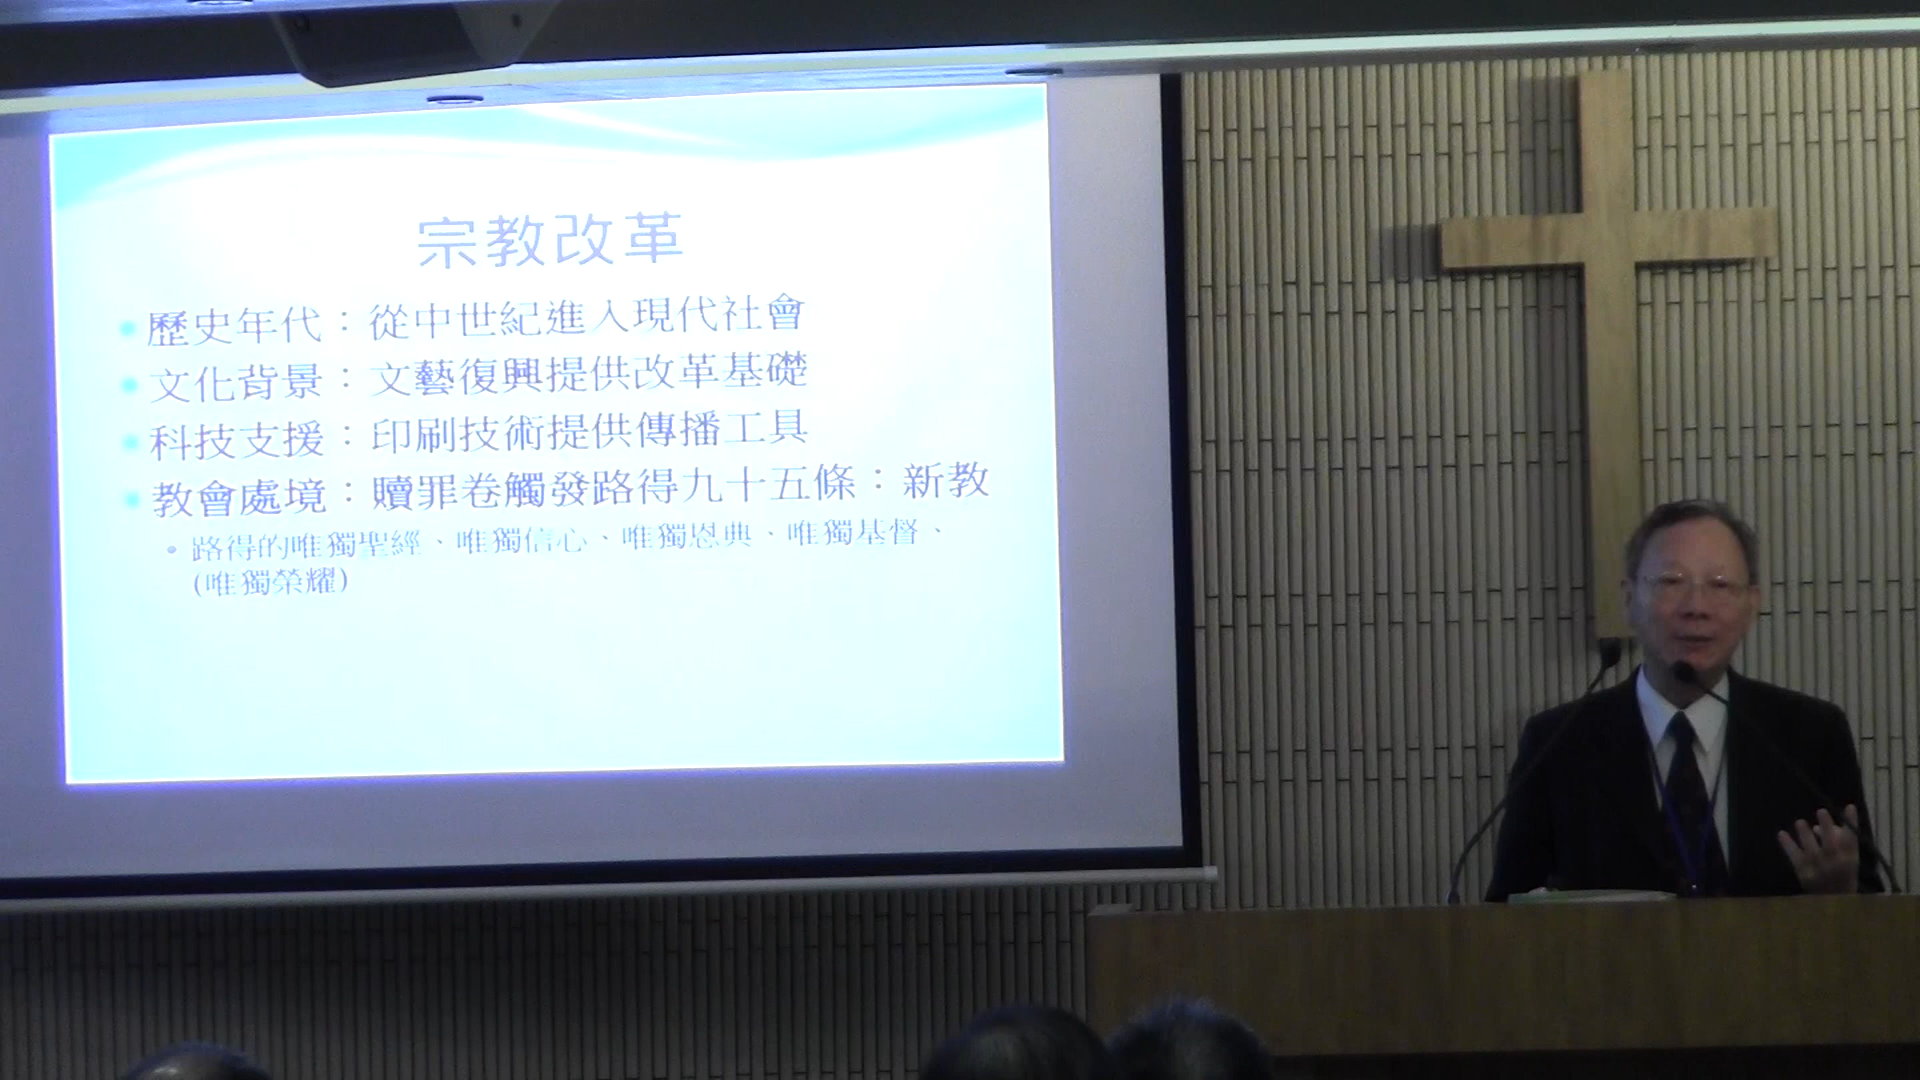 宗教改革
歷史年代：從中世紀進入現代社會
文化背景：文藝復興提供改革基礎
科技支援：印刷技術提供傳播工具
教會處境：贖罪卷觸發路得九十五條：新教
路得的唯獨聖經、唯獨信心、唯獨恩典、唯獨基督、
(唯獨榮耀)